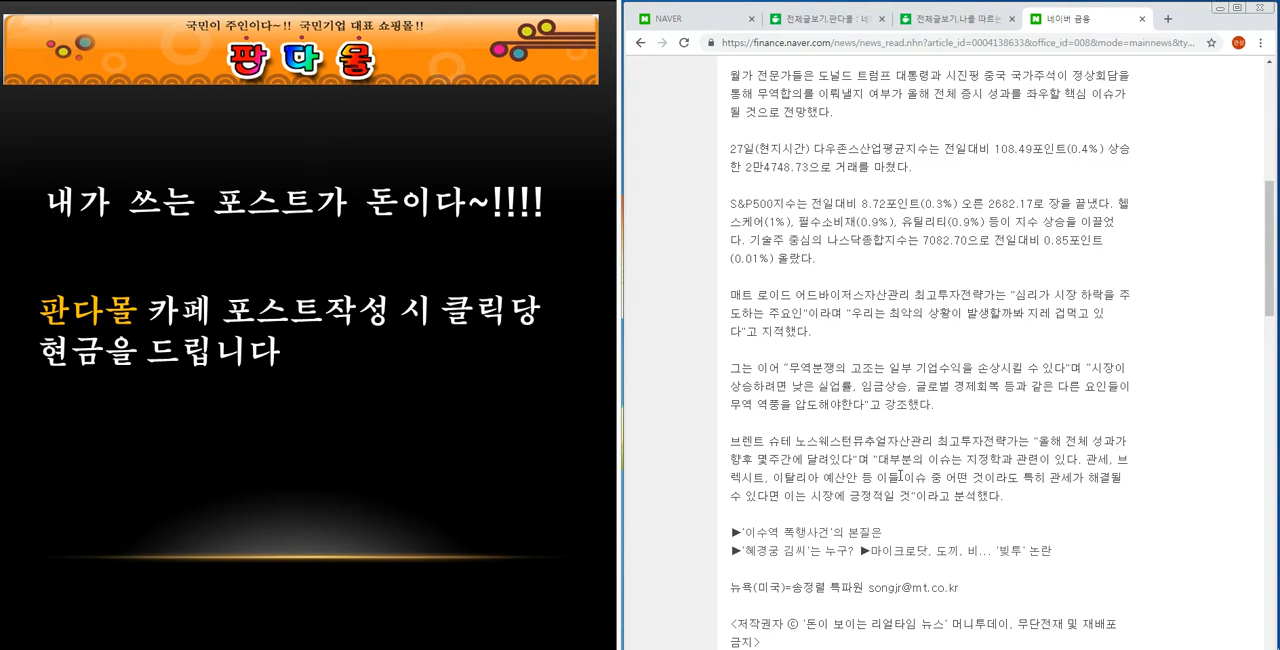 국민이 주인이다~!! 국민기업 대표 쇼핑몰!!
판다몰
내가 쓰는 포스트가 돈이다~!!!!
판다몰 카페 포스트작성 시 클릭당
현금을 드립니다
NAVER
전체글보기,판다몰 : 네이
전체글보기,나를 따르는
네이버 금융
https://finance.naver.com/news/news_read.nhn?article_id=0004138633&office_id=008&mode=mainnews&ty...
월가 전문가들은 도널드 트럼프 대통령과 시진핑 중국 국가주석이 정상회담을
통해 무역합의를 이뤄낼지 여부가 올해 전체 증시 성과를 좌우할 핵심 이슈가
될 것으로 전망했다.
27일(현지시간) 다우존스산업평균지수는 전일대비 108.49포인트(0.4%) 상승
한 2만4748.73으로 거래를 마쳤다.
S&P500지수는 전일대비 8.72포인트(0.3%) 오른 2682.17로 장을 끝냈다. 헬
스케어(1%), 필수소비재(0.9%), 유틸리티(0.9%) 등이 지수 상승을 이끌었
다. 기술주 중심의 나스닥종합지수는 7082.70으로 전일대비 0.85포인트
(0.01%) 올랐다.
매트 로이드 어드바이저스자산관리 최고투자전략가는 "심리가 시장 하락을 주
도하는 주요인"이라며 "우리는 최악의 상황이 발생할까봐 지레 겁먹고 있
다"고 지적했다.
그는 이어 "무역분쟁의 고조는 일부 기업수익을 손상시킬 수 있다"며 "시장이
상승하려면 낮은 실업률, 임금상승, 글로벌 경제회복 등과 같은 다른 요인들이
무역 역풍을 압도해야한다"고 강조했다.
브렌트 슈테 노스웨스턴뮤추얼자산관리 최고투자전략가는 "올해 전체 성과가
향후 몇주간에 달려있다"며 "대부분의 이슈는 지정학과 관련이 있다. 관세, 브
렉시트, 이탈리아 예산안 등 이들 이슈 중 어떤 것이라도 특히 관세가 해결될
수 있다면 이는 시장에 긍정적일 것"이라고 분석했다.
▶'이수역 폭행사건'의 본질은
▶'혜경궁 김씨'는 누구? ▶마이크로닷, 도끼, 비... '빚투' 논란
뉴욕(미국)=송정렬 특파원 songjr@mt.co.kr
<저작권자 ⓒ '돈이 보이는 리얼타임 뉴스' 머니투데이, 무단전재 및 재배포
금지>